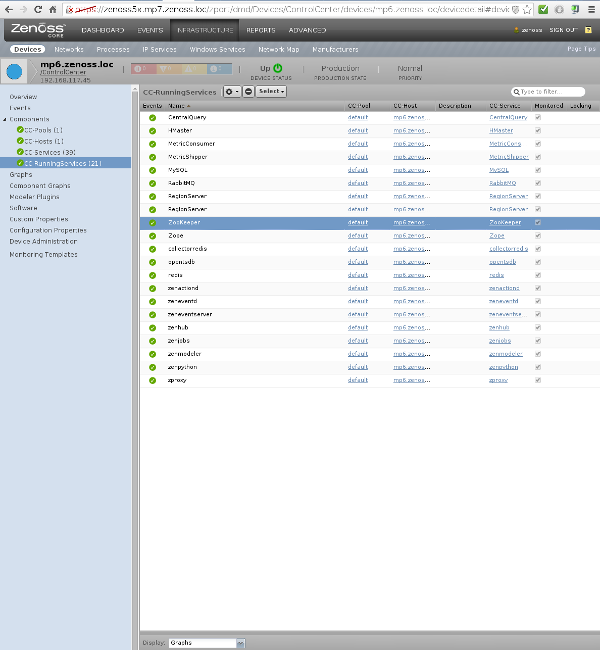 zenoss5x.mp7.zenoss.loc/zport/dmd/Devices/ControlCenter/devices/mp6.zenoss.loc/devicedetail#devic
Zenoss CORE DASHBOARD EVENTS INFRASTRUCTURE REPORTS ADVANCED zenoss SIGN OUT
Devices Networks Processes IP Services Windows Services Network Map Manufacturers Page Tips
mp6.zenoss.loc
/ControlCenter
192.168.117.45
Up Production Normal
DEVICE STATUS PRODUCTION STATE PRIORITY
Overview
Events
Components
CC-Pools (1)
CC-Hosts (1)
CC-Services (39)
CC-RunningServices (21)
Graphs
Component Graphs
Modeler Plugins
Software
Custom Properties
Configuration Properties
Device Administration
Monitoring Templates
CC-RunningServices Select Type to filter...
Events Name CC-Pool CC-Host Description CC-Service Monitored Locking
CentralQuery default mp6.zenos... CentralQuery
HMaster default mp6.zenos... HMaster
MetricConsumer default mp6.zenos... MetricCons
MetricShipper default mp6.zenos... MetricShipper
MySQL default mp6.zenos... MySQL
RabbitMQ default mp6.zenos... RabbitMQ
RegionServer default mp6.zenos... RegionServer
RegionServer default mp6.zenos... RegionServer
ZooKeeper default mp6.zenos... ZooKeeper
Zope default mp6.zenos... Zope
collectorredis default mp6.zenos... collectorredis
opentsdb default mp6.zenos... opentsdb
redis default mp6.zenos... redis
zenactiond default mp6.zenos... zenactiond
zeneventd default mp6.zenos... zeneventd
zeneventserver default mp6.zenos... zeneventse
zenhub default mp6.zenos... zenhub
zenjobs default mp6.zenos... zenjobs
zenmodeler default mp6.zenos... zenmodeler
zenpython default mp6.zenos... zenpython
zproxy default mp6.zenos... zproxy
Display: Graphs